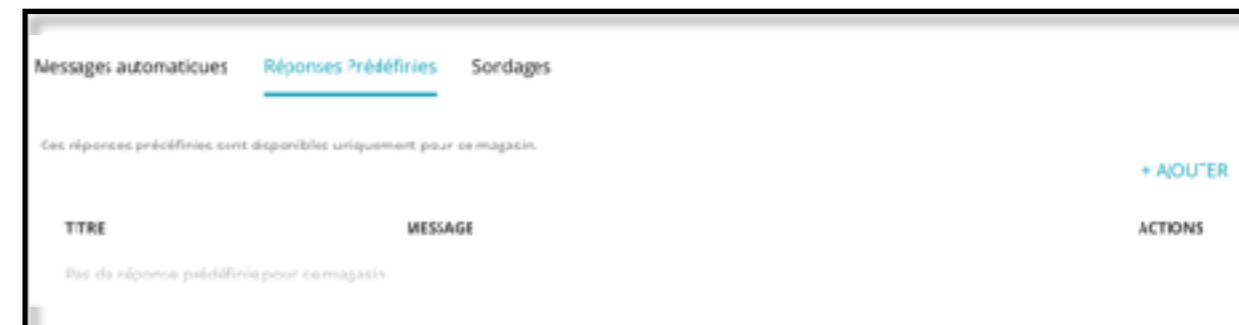 Messages automatiques Réponses Prédéfinies Sondages
Ces réponses prédéfinies sont disponibles uniquement pour ce magasin.
+ AJOUTER
TITRE MESSAGE ACTIONS
Pas de réponse prédéfinie pour ce magasin